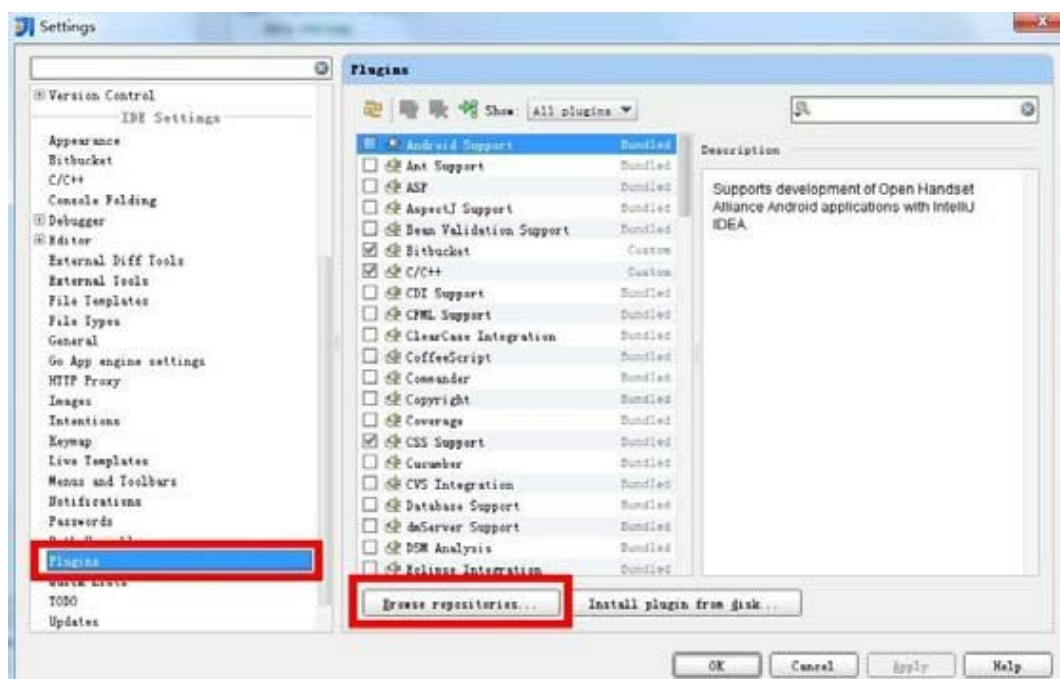 Settings
Version Control
IDE Settings
Appearance
Bitbucket
C/C++
Console Folding
Debugger
Editor
External Diff Tools
External Tools
File Templates
File Types
General
Go App engine settings
HTTP Proxy
Images
Intentions
Keymap
Live Templates
Menus and Toolbars
Notifications
Passwords
Plugins
TODO
Updates
Plugins
Show: All plugins
Android Support Bundled
Ant Support Bundled
ASP Bundled
AspectJ Support Bundled
Bean Validation Support Bundled
Bitbucket Custom
C/C++ Custom
CDI Support Bundled
CFML Support Bundled
ClearCase Integration Bundled
CoffeeScript Bundled
Commander Bundled
Copyright Bundled
Coverage Bundled
CSS Support Bundled
Cucumber Bundled
CVS Integration Bundled
Database Support Bundled
dmServer Support Bundled
DSM Analysis Bundled
Eclipse Integration Bundled
Browse repositories...
Install plugin from disk...
Description
Supports development of Open Handset
Alliance Android applications with IntelliJ
IDEA.
OK
Cancel
Apply
Help